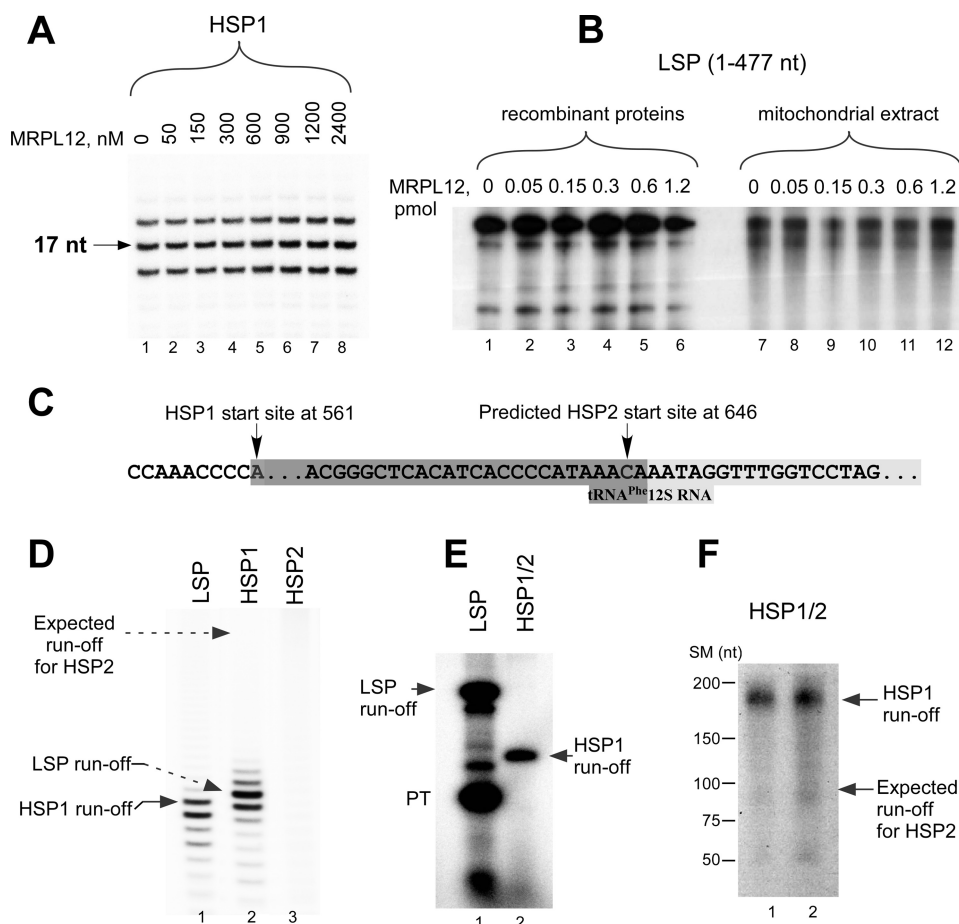 A
HSP1
MRPL12, nM
0 50 150 300 600 900 1200 2400
17 nt
1 2 3 4 5 6 7 8
B
LSP (1-477 nt)
recombinant proteins
mitochondrial extract
MRPL12, pmol
0 0.05 0.15 0.3 0.6 1.2 0 0.05 0.15 0.3 0.6 1.2
1 2 3 4 5 6 7 8 9 10 11 12
C
HSP1 start site at 561
Predicted HSP2 start site at 646
CCAAACCCCA...ACGGGCTCACATCACCCCATAAACAAATAGGTTTGGTCCTAG...
tRNAPhe12S RNA
D
LSP HSP1 HSP2
Expected
run-off
for HSP2
LSP run-off
HSP1 run-off
1 2 3
E
LSP HSP1/2
LSP
run-off
HSP1
run-off
PT
1 2
F
HSP1/2
SM (nt)
200
150
100
75
50
HSP1
run-off
Expected
run-off
for HSP2
1 2